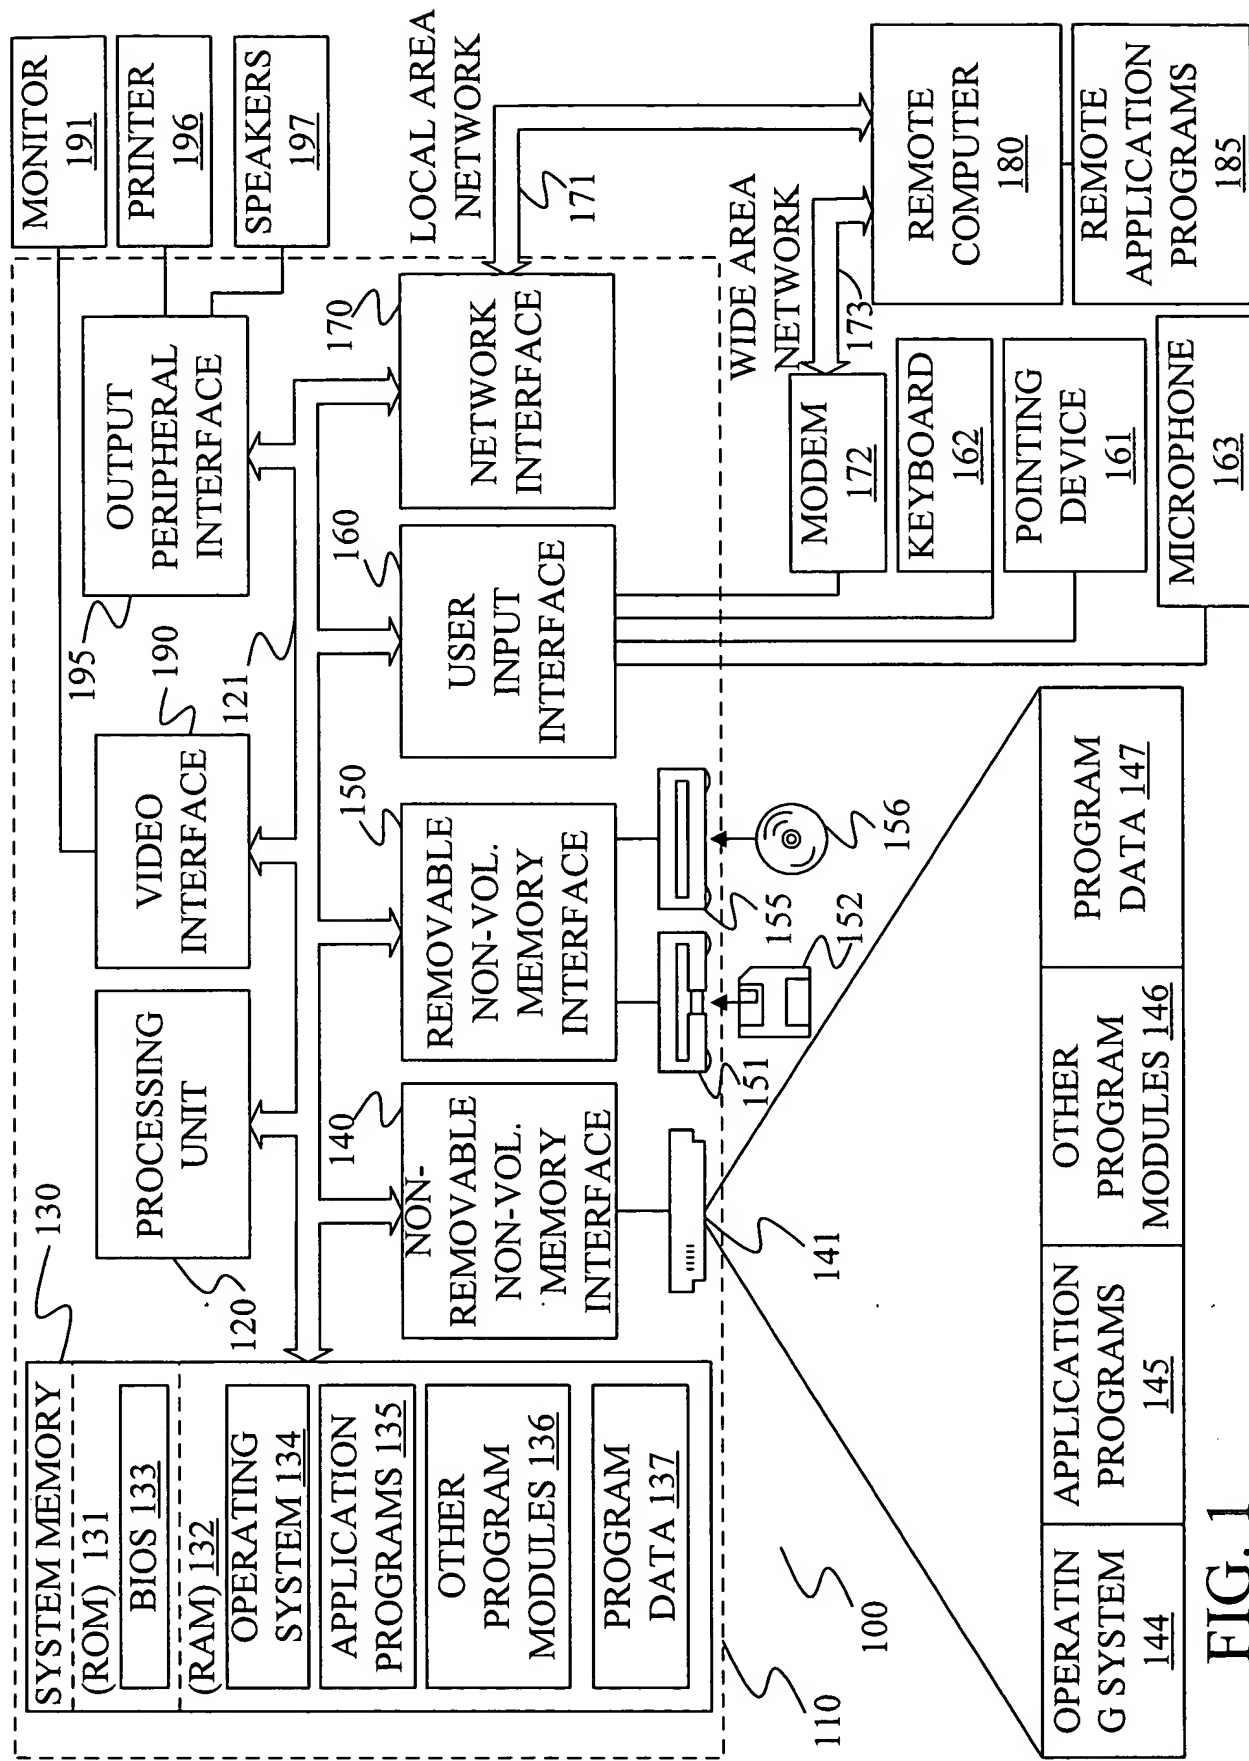 SYSTEM MEMORY
130
(ROM) 131
BIOS 133
(RAM) 132
OPERATING
SYSTEM 134
APPLICATION
PROGRAMS 135
OTHER
PROGRAM
MODULES 136
PROGRAM
DATA 137
PROCESSING
UNIT
120
VIDEO
INTERFACE
190
121
OUTPUT
PERIPHERAL
INTERFACE
195
MONITOR
191
PRINTER
196
SPEAKERS
197
NON-
REMOVABLE
NON-VOL.
MEMORY
INTERFACE
140
REMOVABLE
NON-VOL.
MEMORY
INTERFACE
150
USER
INPUT
INTERFACE
160
NETWORK
INTERFACE
170
LOCAL AREA
NETWORK
171
141
151
152
155
156
WIDE AREA
NETWORK
173
MODEM
172
KEYBOARD
162
POINTING
DEVICE
161
MICROPHONE
163
REMOTE
COMPUTER
180
REMOTE
APPLICATION
PROGRAMS
185
110
100
OPERATIN
G SYSTEM
144
APPLICATION
PROGRAMS
145
OTHER
PROGRAM
MODULES 146
PROGRAM
DATA 147
FIG. 1